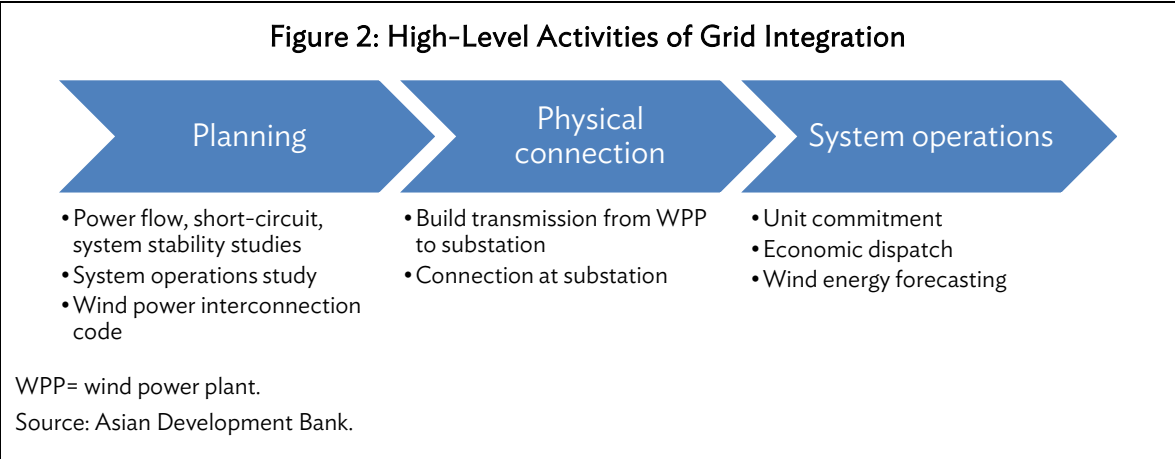 Figure 2: High-Level Activities of Grid Integration
Planning
Physical
connection
System operations
•Power flow, short-circuit,
system stability studies
•System operations study
•Wind power interconnection
code
•Build transmission from WPP
to substation
•Connection at substation
•Unit commitment
•Economic dispatch
•Wind energy forecasting
WPP= wind power plant.
Source: Asian Development Bank.